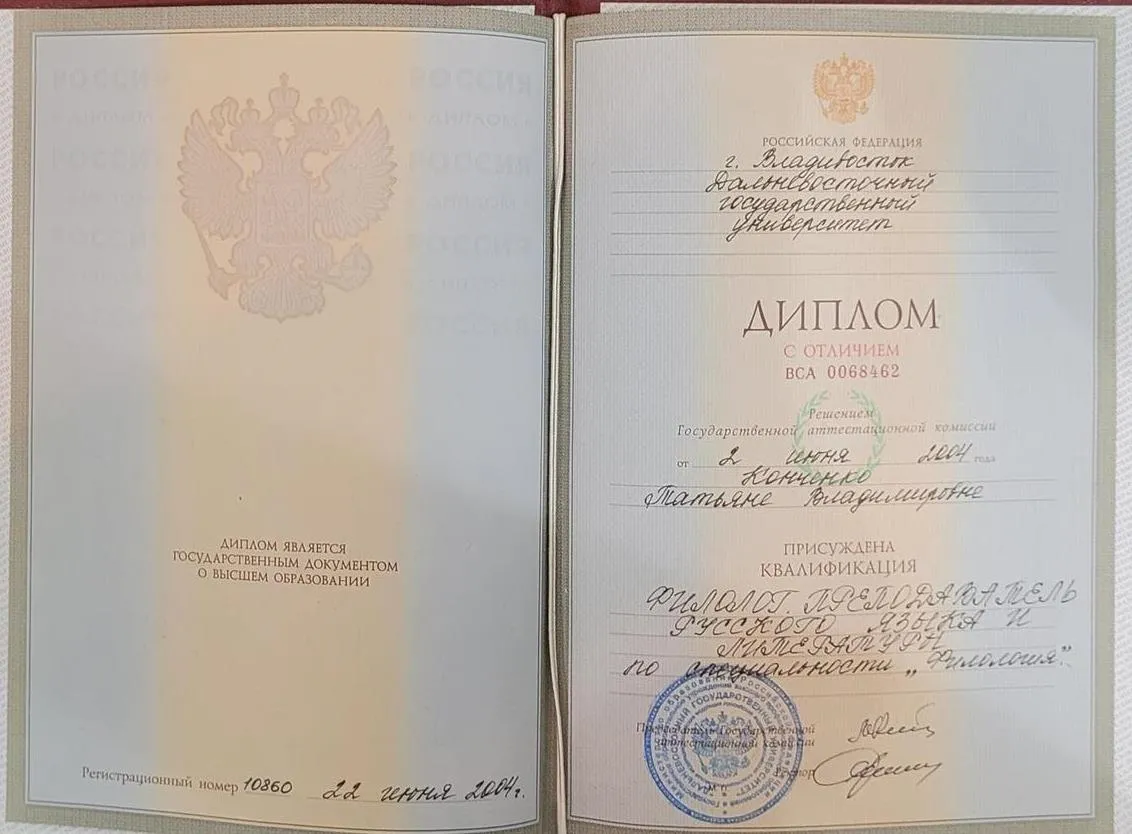 ДИПЛОМ ЯВЛЯЕТСЯ
ГОСУДАРСТВЕННЫМ ДОКУМЕНТОМ
О ВЫСШЕМ ОБРАЗОВАНИИ
Регистрационный номер 10860 22 июня 2004г.
РОССИЙСКАЯ ФЕДЕРАЦИЯ
г. Владивосток
Дальневосточный
государственный
университет
ДИПЛОМ
С ОТЛИЧИЕМ
ВСА 0068462
Решением
Государственной аттестационной комиссии
от 2 июня 2004 года
Конченко
Татьяне Владимировне
ПРИСУЖДЕНА
КВАЛИФИКАЦИЯ
ФИЛОЛОГ. ПРЕПОДАВАТЕЛЬ
РУССКОГО ЯЗЫКА И
ЛИТЕРАТУРЫ
по специальности „Филология".
Председатель Государственной
аттестационной комиссии
Ректор